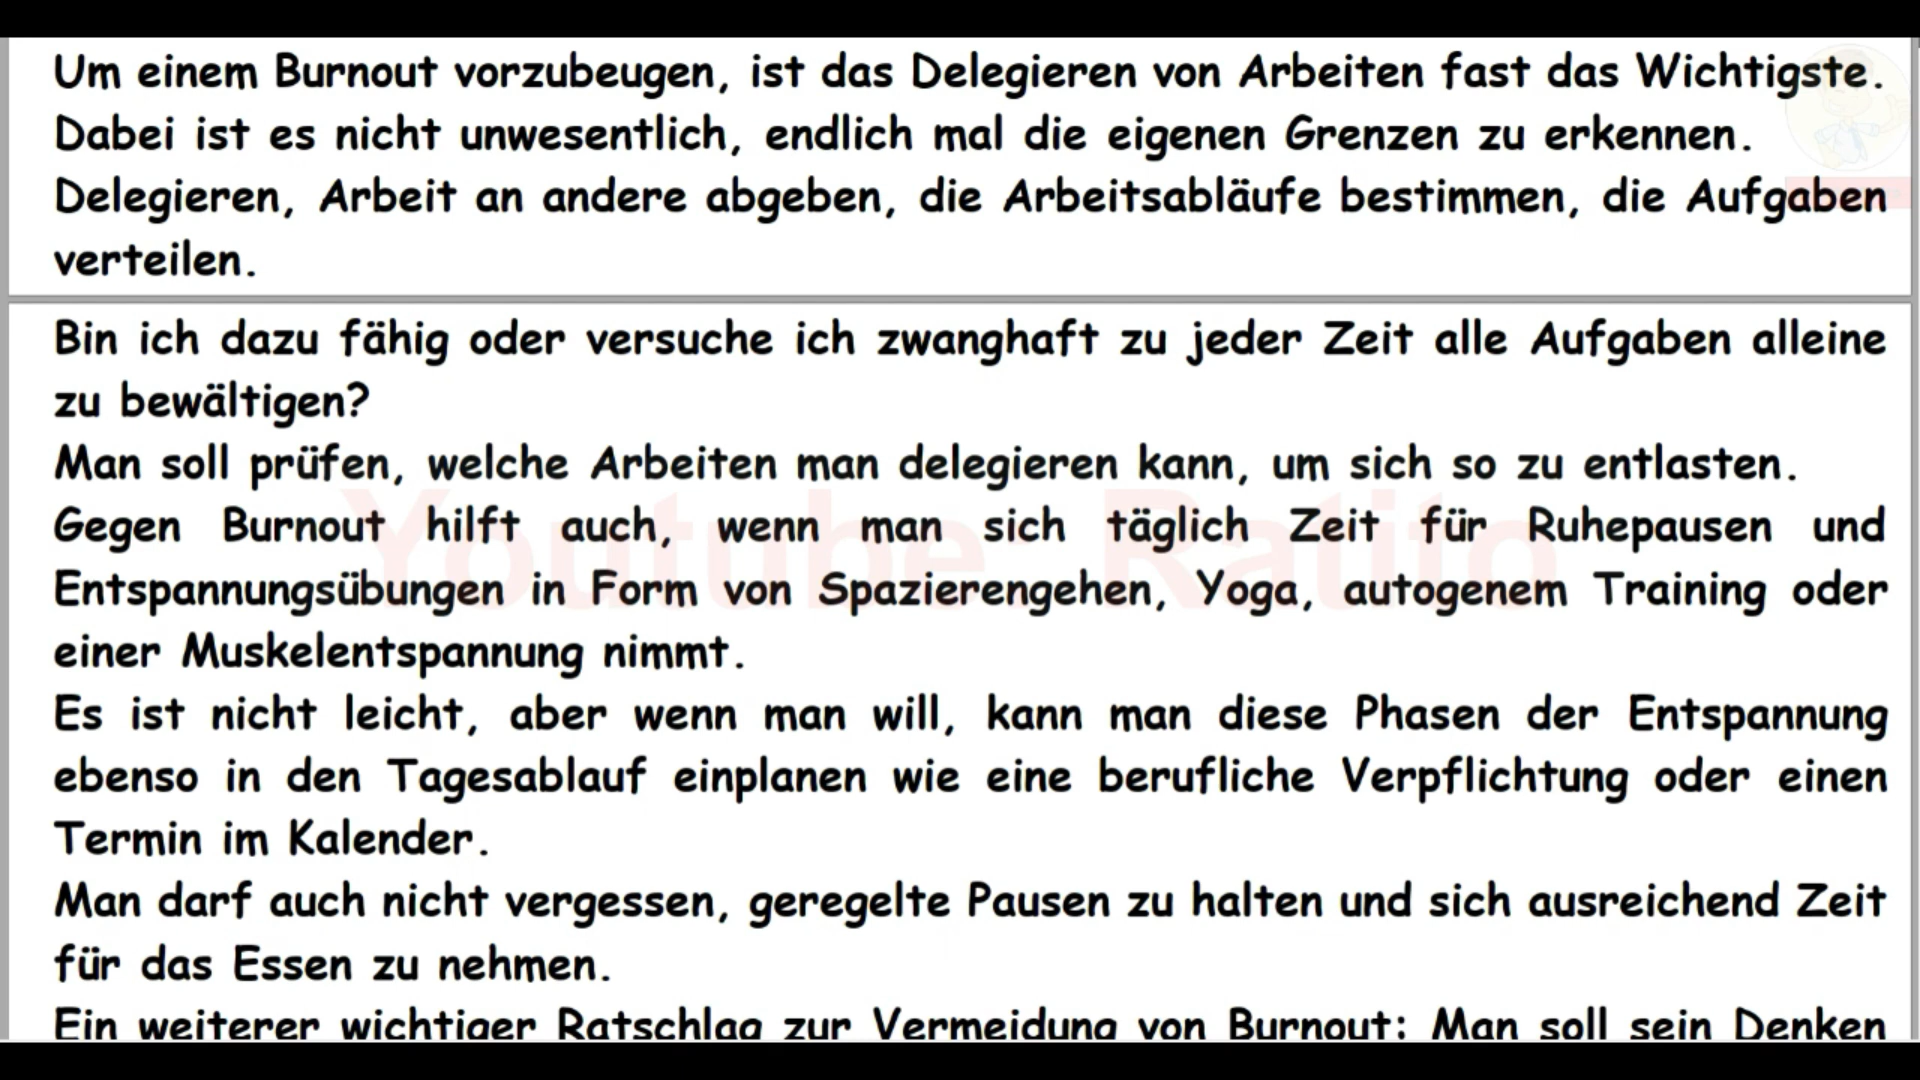 Um einem Burnout vorzubeugen, ist das Delegieren von Arbeiten fast das Wichtigste.
Dabei ist es nicht unwesentlich, endlich mal die eigenen Grenzen zu erkennen.
Delegieren, Arbeit an andere abgeben, die Arbeitsabläufe bestimmen, die Aufgaben
verteilen.
Bin ich dazu fähig oder versuche ich zwanghaft zu jeder Zeit alle Aufgaben alleine
zu bewältigen?
Man soll prüfen, welche Arbeiten man delegieren kann, um sich so zu entlasten.
Gegen Burnout hilft auch, wenn man sich täglich Zeit für Ruhepausen und
Youtube: Ratito
Entspannungsübungen in Form von Spazierengehen, Yoga, autogenem Training oder
einer Muskelentspannung nimmt.
Es ist nicht leicht, aber wenn man will, kann man diese Phasen der Entspannung
ebenso in den Tagesablauf einplanen wie eine berufliche Verpflichtung oder einen
Termin im Kalender.
Man darf auch nicht vergessen, geregelte Pausen zu halten und sich ausreichend Zeit
für das Essen zu nehmen.
Ein weiterer wichtiger Ratschlag zur Vermeidung von Burnout: Man soll sein Denken